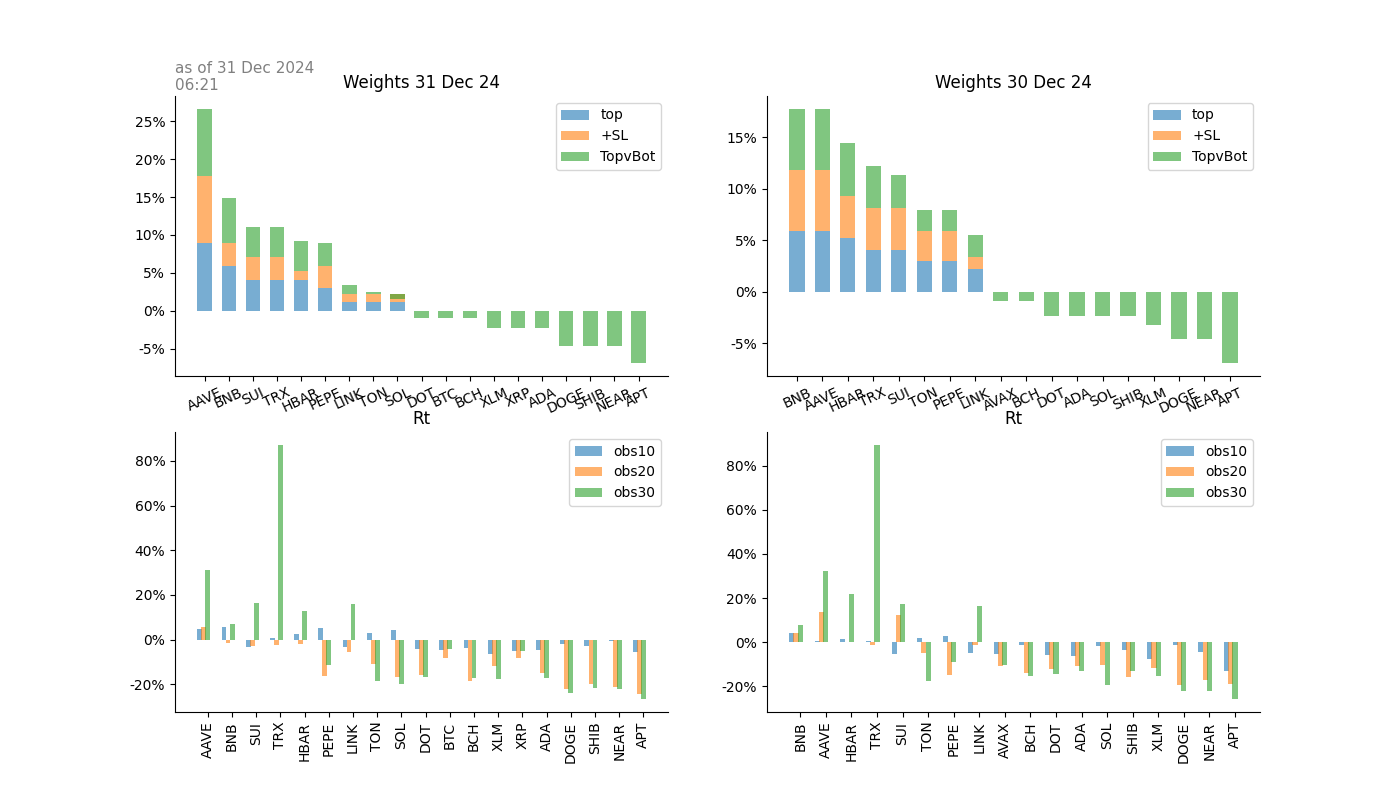 as of 31 Dec 2024
06:21
Weights 31 Dec 24
25%
20%
15%
10%
5%
0%
-5%
top
+SL
TopvBot
AAVE BNB SUI TRX HBAR PEPE LINK TON SOL DOT BTC BCH XLM XRP ADA DOGE SHIB NEAR APT
Weights 30 Dec 24
15%
10%
5%
0%
-5%
top
+SL
TopvBot
BNB AAVE HBAR TRX SUI TON PEPE LINK AVAX BCH DOT ADA SOL SHIB XLM DOGE NEAR APT
Rt
80%
60%
40%
20%
0%
-20%
obs10
obs20
obs30
AAVE BNB SUI TRX HBAR PEPE LINK TON SOL DOT BTC BCH XLM XRP ADA DOGE SHIB NEAR APT
Rt
80%
60%
40%
20%
0%
-20%
obs10
obs20
obs30
BNB AAVE HBAR TRX SUI TON PEPE LINK AVAX BCH DOT ADA SOL SHIB XLM DOGE NEAR APT